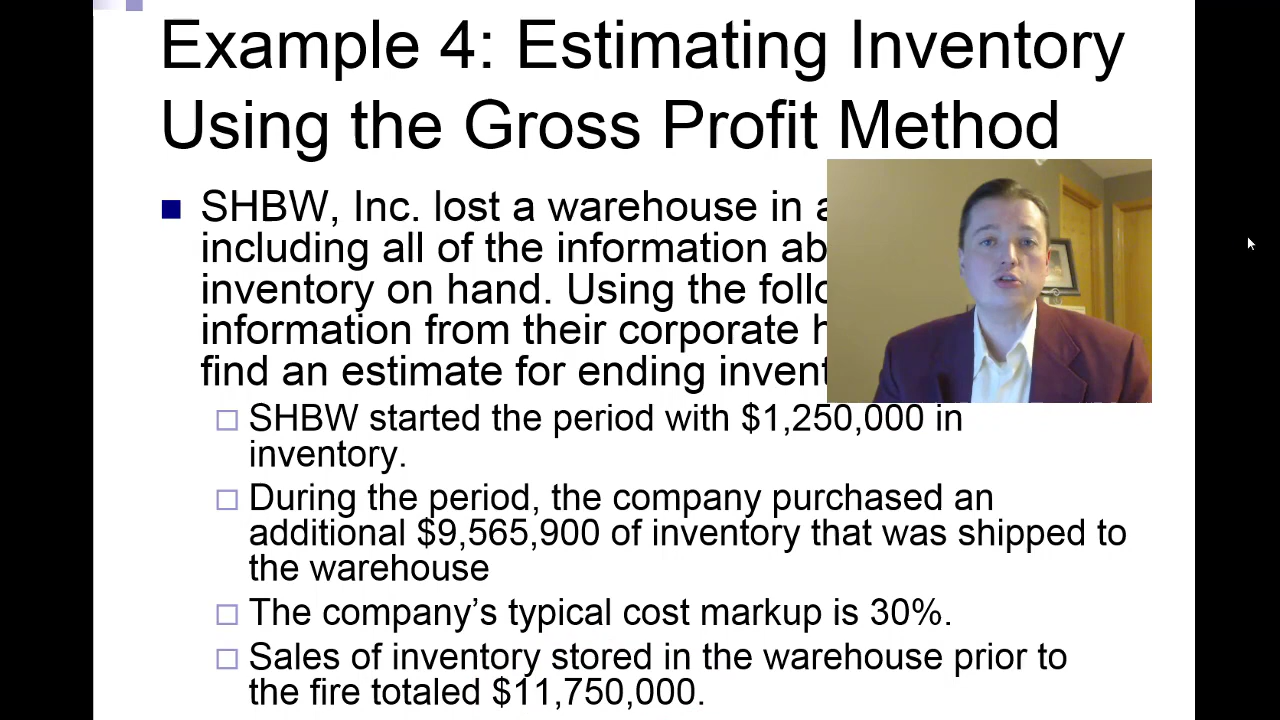 Example 4: Estimating Inventory
Using the Gross Profit Method
SHBW, Inc. lost a warehouse in
including all of the information
inventory on hand. Using the
information from their corporate
find an estimate for ending
SHBW started the period with $1,250,000 in
inventory.
During the period, the company purchased an
additional $9,565,900 of inventory that was shipped to
the warehouse
The company's typical cost markup is 30%.
Sales of inventory stored in the warehouse prior to
the fire totaled $11,750,000.